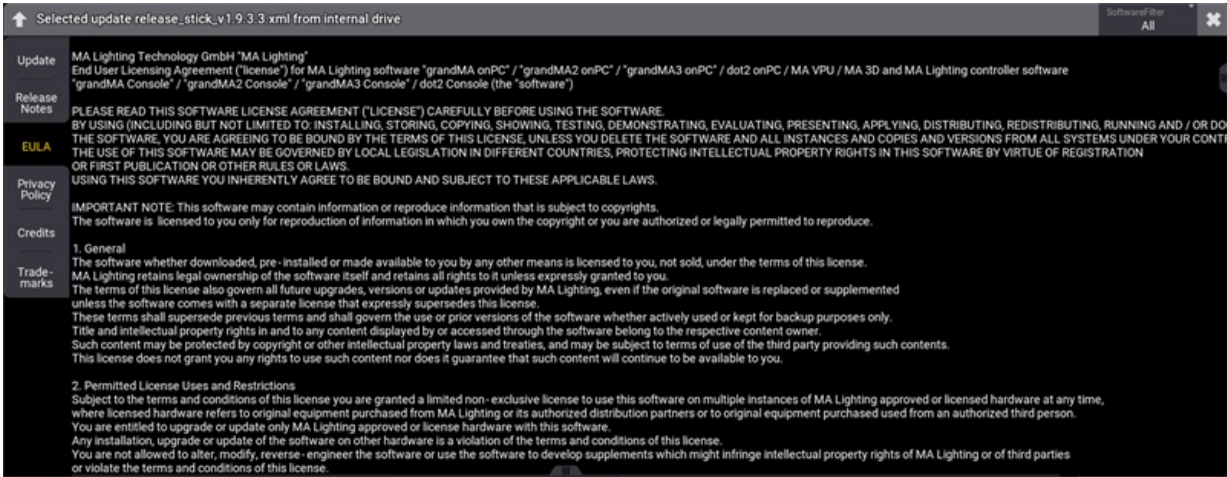 Selected update release_stick_v1.9.3.3.xml from internal drive
SoftwareFilter
All
Update
Release
Notes
EULA
Privacy
Policy
Credits
Trade-
marks
MA Lighting Technology GmbH "MA Lighting"
End User Licensing Agreement ("license") for MA Lighting software "grandMA onPC" / "grandMA2 onPC" / "grandMA3 onPC" / dot2 onPC / MA VPU / MA 3D and MA Lighting controller software
"grandMA Console" / "grandMA2 Console" / "grandMA3 Console" / dot2 Console (the "software")
PLEASE READ THIS SOFTWARE LICENSE AGREEMENT ("LICENSE") CAREFULLY BEFORE USING THE SOFTWARE.
BY USING (INCLUDING BUT NOT LIMITED TO: INSTALLING, STORING, COPYING, SHOWING, TESTING, DEMONSTRATING, EVALUATING, PRESENTING, APPLYING, DISTRIBUTING, REDISTRIBUTING, RUNNING AND / OR DO
THE SOFTWARE, YOU ARE AGREEING TO BE BOUND BY THE TERMS OF THIS LICENSE, UNLESS YOU DELETE THE SOFTWARE AND ALL INSTANCES AND COPIES AND VERSIONS FROM ALL SYSTEMS UNDER YOUR CONT
THE USE OF THIS SOFTWARE MAY BE GOVERNED BY LOCAL LEGISLATION IN DIFFERENT COUNTRIES, PROTECTING INTELLECTUAL PROPERTY RIGHTS IN THIS SOFTWARE BY VIRTUE OF REGISTRATION
OR FIRST PUBLICATION OR OTHER RULES OR LAWS.
USING THIS SOFTWARE YOU INHERENTLY AGREE TO BE BOUND AND SUBJECT TO THESE APPLICABLE LAWS.
IMPORTANT NOTE: This software may contain information or reproduce information that is subject to copyrights.
The software is licensed to you only for reproduction of information in which you own the copyright or you are authorized or legally permitted to reproduce.
1. General
The software whether downloaded, pre-installed or made available to you by any other means is licensed to you, not sold, under the terms of this license.
MA Lighting retains legal ownership of the software itself and retains all rights to it unless expressly granted to you.
The terms of this license also govern all future upgrades, versions or updates provided by MA Lighting, even if the original software is replaced or supplemented
unless the software comes with a separate license that expressly supersedes this license.
These terms shall supersede previous terms and shall govern the use or prior versions of the software whether actively used or kept for backup purposes only.
Title and intellectual property rights in and to any content displayed by or accessed through the software belong to the respective content owner.
Such content may be protected by copyright or other intellectual property laws and treaties, and may be subject to terms of use of the third party providing such contents.
This license does not grant you any rights to use such content nor does it guarantee that such content will continue to be available to you.
2. Permitted License Uses and Restrictions
Subject to the terms and conditions of this license you are granted a limited non-exclusive license to use this software on multiple instances of MA Lighting approved or licensed hardware at any time,
where licensed hardware refers to original equipment purchased from MA Lighting or its authorized distribution partners or to original equipment purchased used from an authorized third person.
You are entitled to upgrade or update only MA Lighting approved or license hardware with this software.
Any installation, upgrade or update of the software on other hardware is a violation of the terms and conditions of this license.
You are not allowed to alter, modify, reverse-engineer the software or use the software to develop supplements which might infringe intellectual property rights of MA Lighting or of third parties
or violate the terms and conditions of this license.